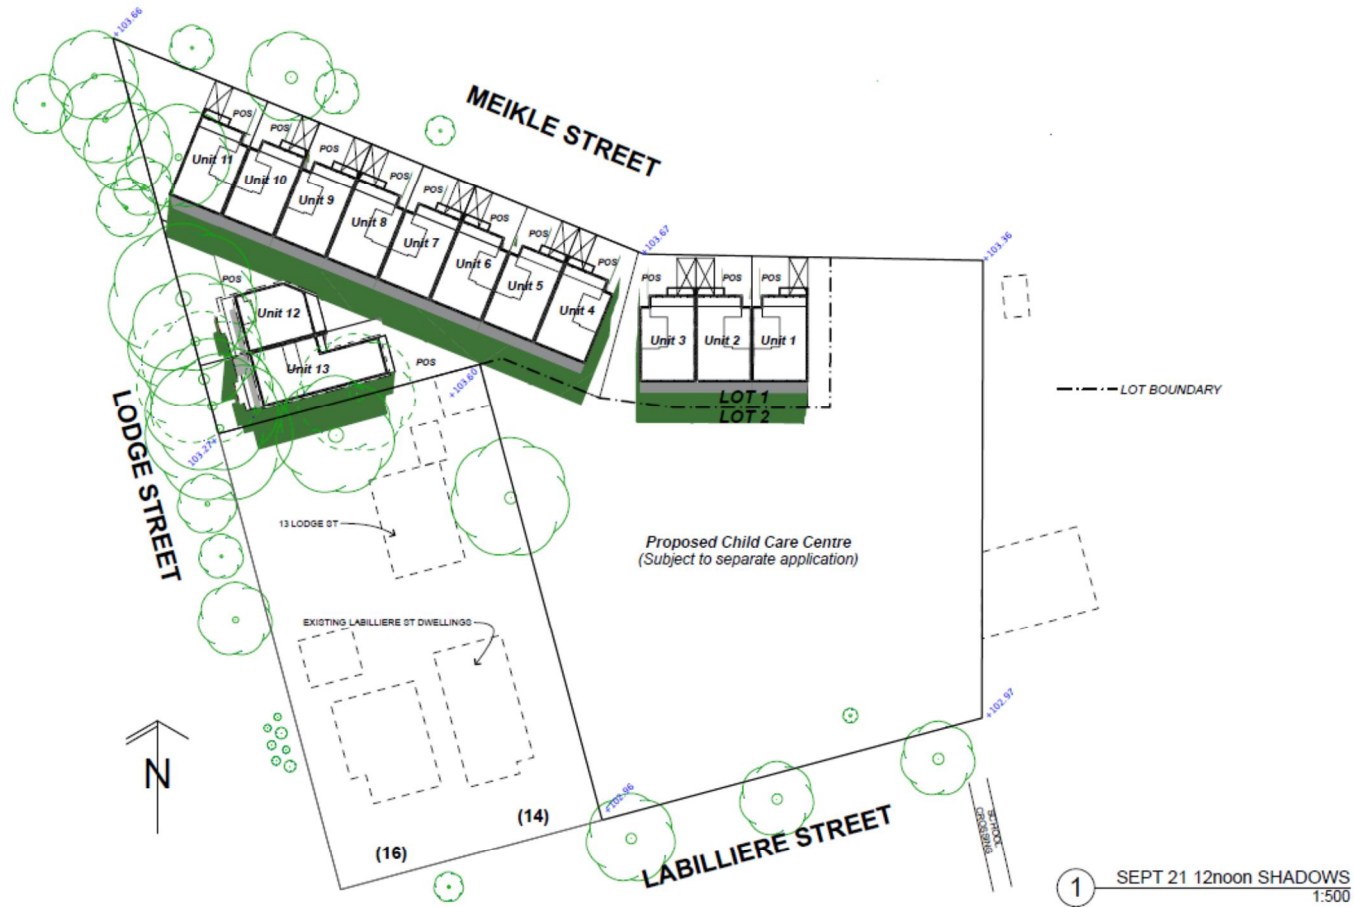 +103.66
MEIKLE STREET
POS
Unit 11
POS
Unit 10
POS
Unit 9
POS
Unit 8
POS
Unit 7
POS
Unit 6
POS
Unit 5
POS
Unit 4
+103.67
+103.36
POS
POS
POS
Unit 3
Unit 2
Unit 1
LOT 1
LOT 2
LOT BOUNDARY
POS
Unit 12
Unit 13
POS
+103.60
103.27+
LODGE STREET
13 LODGE ST
Proposed Child Care Centre
(Subject to separate application)
EXISTING LABILLIERE ST DWELLINGS
+102.97
N
+102.96
(14)
(16)
LABILLIERE STREET
SCHOOL
CROSSING
1
SEPT 21 12noon SHADOWS
1:500